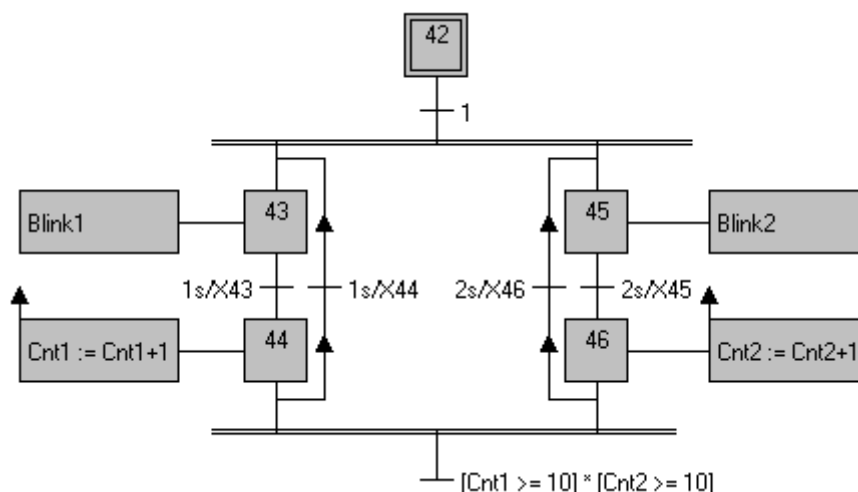 42
1
Blink1
43
45
Blink2
1s/X43
1s/X44
2s/X46
2s/X45
Cnt1 := Cnt1+1
44
46
Cnt2 := Cnt2+1
[Cnt1 >= 10] * [Cnt2 >= 10]